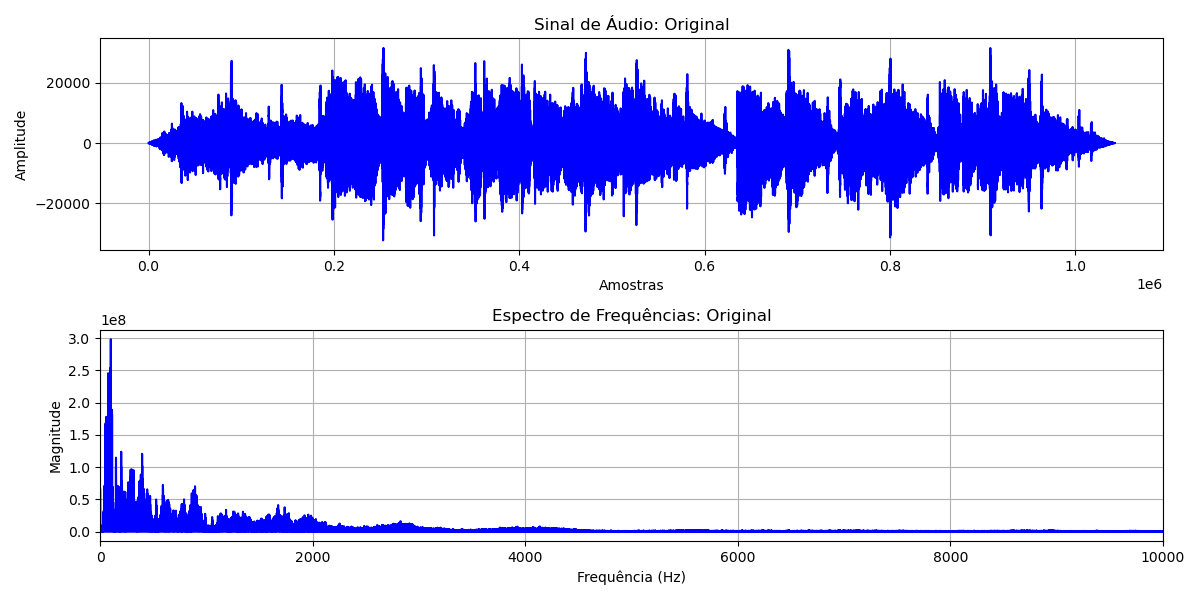 Sinal de Áudio: Original
Amplitude
20000
0
−20000
0.0 0.2 0.4 0.6 0.8 1.0
1e6
Amostras
Espectro de Frequências: Original
1e8
Magnitude
3.0
2.5
2.0
1.5
1.0
0.5
0.0
0 2000 4000 6000 8000 10000
Frequência (Hz)